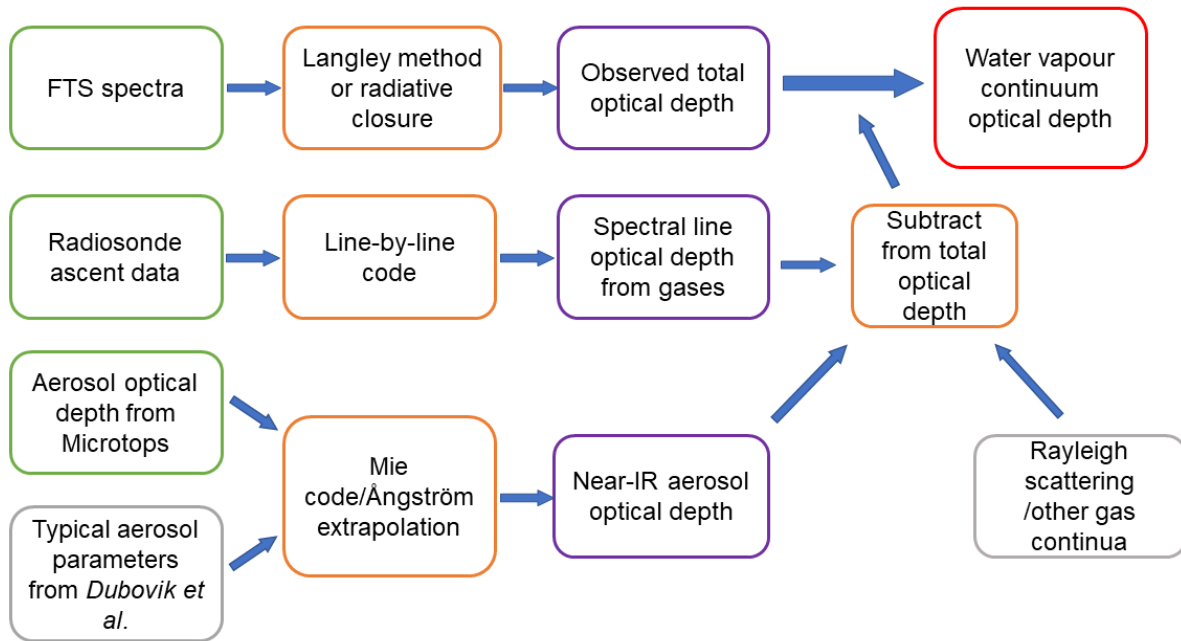 FTS spectra
Langley method
or radiative
closure
Observed total
optical depth
Water vapour
continuum
optical depth
Radiosonde
ascent data
Line-by-line
code
Spectral line
optical depth
from gases
Subtract
from total
optical
depth
Aerosol optical
depth from
Microtops
Mie
code/Ångström
extrapolation
Near-IR aerosol
optical depth
Rayleigh
scattering
/other gas
continua
Typical aerosol
parameters
from Dubovik et
al.